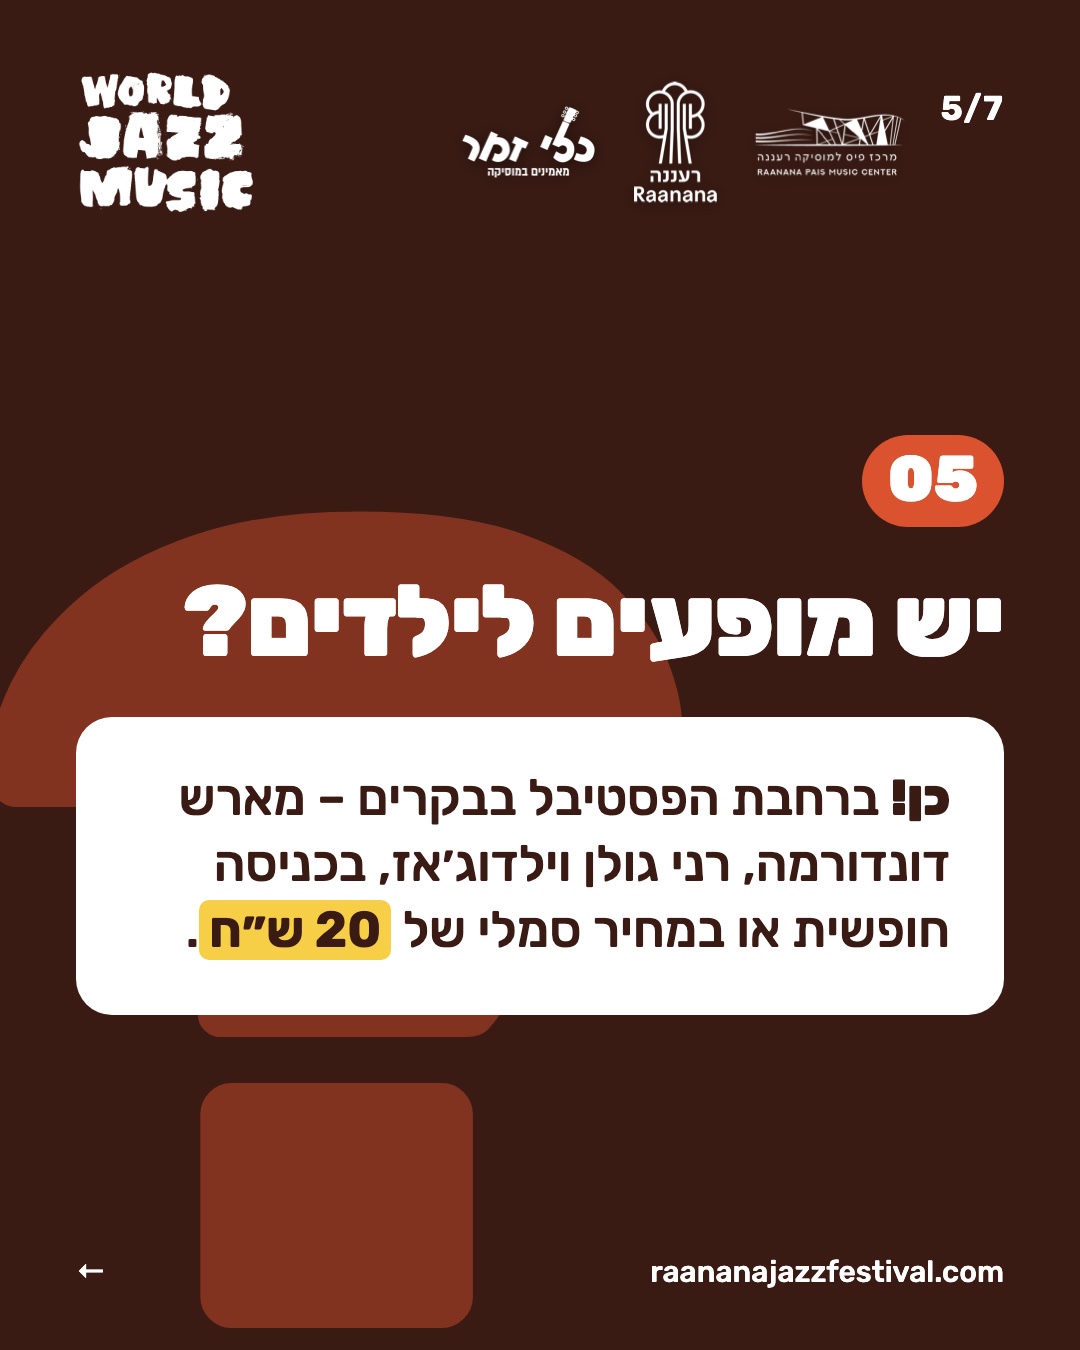 WORLD
JAZZ
MUSIC
כלי זמר
מאמינים במוסיקה
רעננה
Raanana
מרכז פיס למוסיקה רעננה
RAANANA PAIS MUSIC CENTER
5/7
05
יש מופעים לילדים?
כן! ברחבת הפסטיבל בבקרים – מארש
דונדורמה, רני גולן וילדוג׳אז, בכניסה
חופשית או במחיר סמלי של 20 ש״ח.
←
raananajazzfestival.com